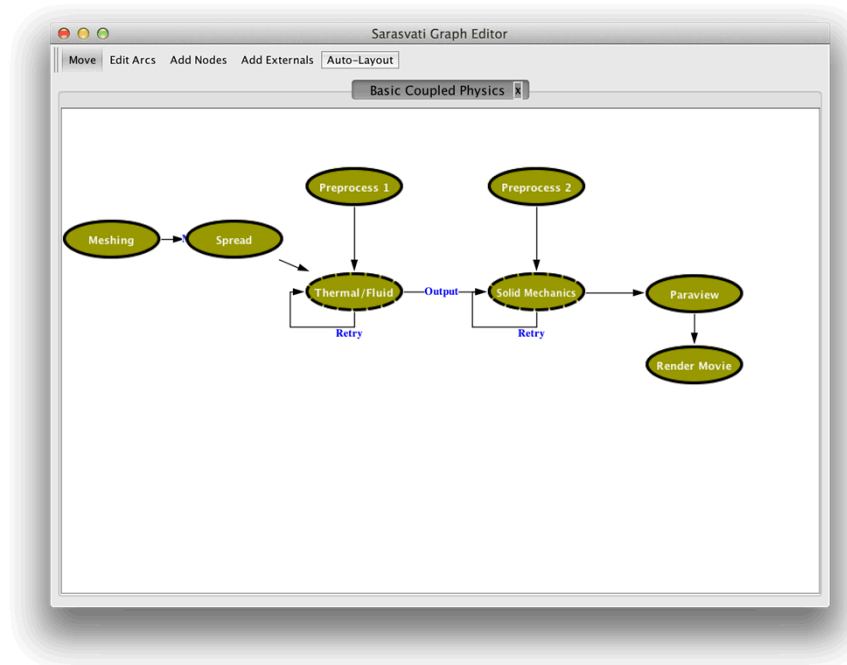 Sarasvati Graph Editor
Move Edit Arcs Add Nodes Add Externals Auto-Layout
Basic Coupled Physics x
Preprocess 1 Preprocess 2
Meshing Spread
Thermal/Fluid Output Solid Mechanics Paraview
Retry Retry
Render Movie